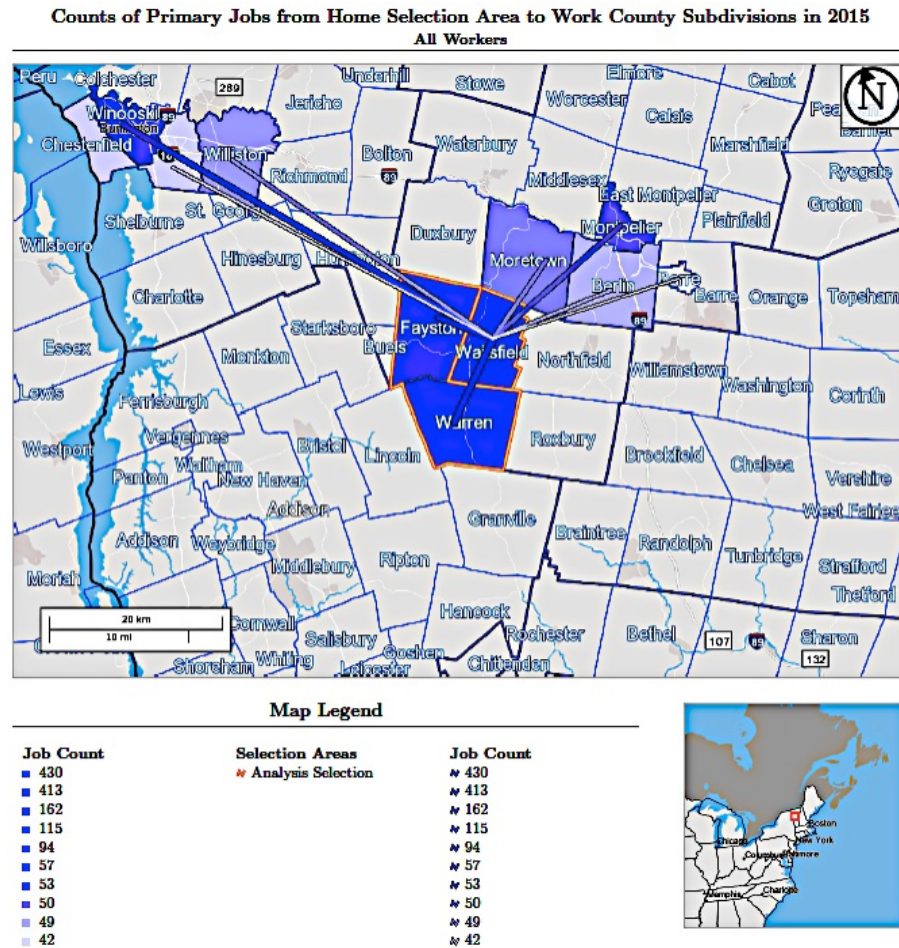 Counts of Primary Jobs from Home Selection Area to Work County Subdivisions in 2015
All Workers
Peru
Colchester
289
Underhill
Stowe
Elmore
Cabot
Jericho
Worcester
Calais
N
Winooski
Chesterfield
Williston
Richmond
Bolton
89
Waterbury
Marshfield
Middlesex
East Montpelier
Ryegate
Groton
Shelburne
Montpelier
Plainfield
Willsboro
Duxbury
Moretown
Hinesburg
Berlin
Barre
Barre
Orange
Topsham
Charlotte
Starksboro
Fayston
Waitsfield
89
Essex
Buels
Monkton
Northfield
Williamstown
Washington
Corinth
Lewis
Ferrisburgh
Warren
Westport
Vergennes
Bristol
Lincoln
Roxbury
Brookfield
Chelsea
Waltham
Panton
New Haven
Vershire
Addison
West Fairlee
Granville
Braintree
Addison
Weybridge
Randolph
Tunbridge
Strafford
Moriah
Middlebury
Ripton
Thetford
20 km
10 mi
Cornwall
Hancock
Rochester
Bethel
107
89
Sharon
132
Salisbury
Goshen
Shoreham
Whiting
Leicester
Chittenden
Map Legend
Job Count
430
413
162
115
94
57
53
50
49
42
Selection Areas
Analysis Selection
Job Count
430
413
162
115
94
57
53
50
49
42
Boston
Chicago
New York
Baltimore
Memphis
Charlotte